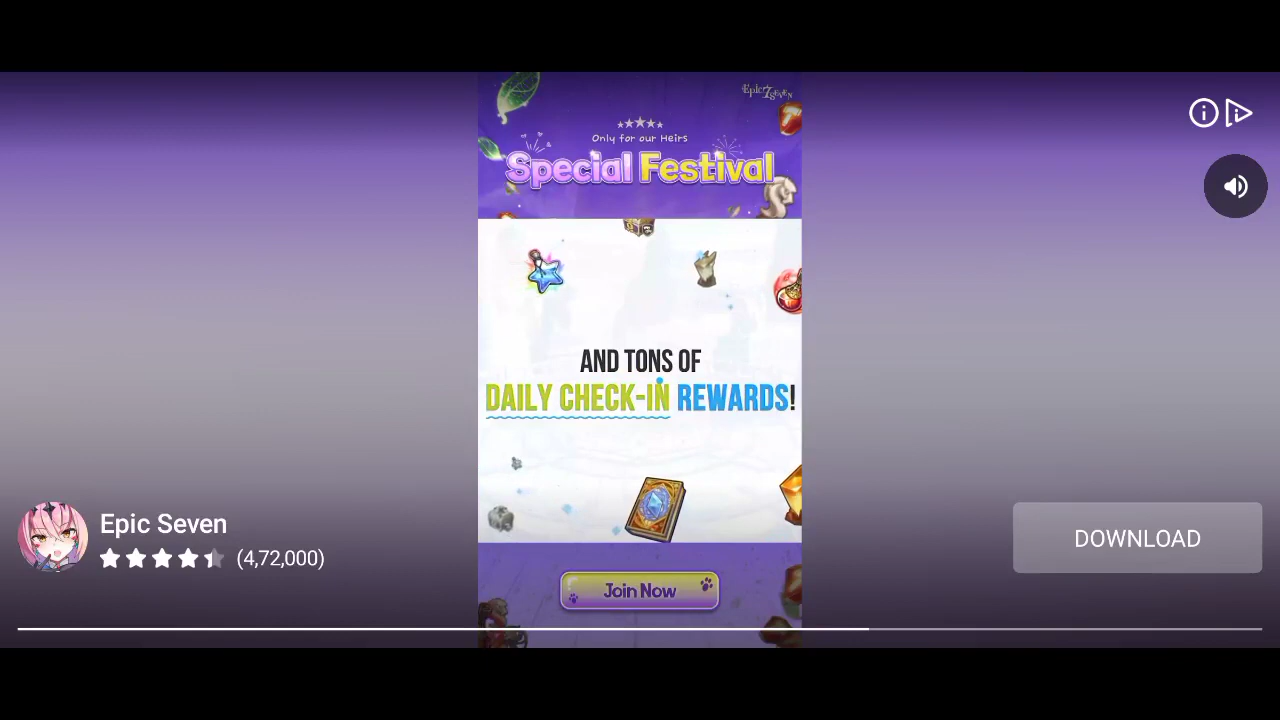 Epic7Seven
Only for our Heirs
Special Festival
AND TONS OF
DAILY CHECK-IN REWARDS!
Epic Seven
(4,72,000)
DOWNLOAD
Join Now